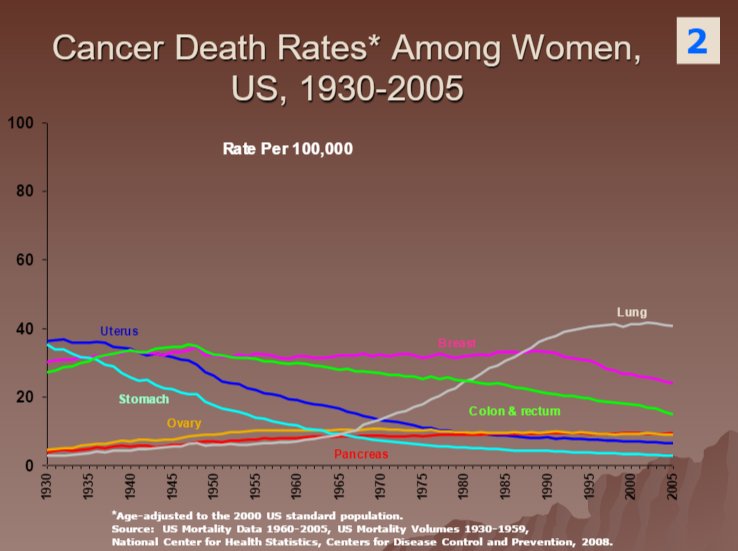 Cancer Death Rates* Among Women,
US, 1930-2005
2
Rate Per 100,000
100
80
60
40
20
0
Uterus
Stomach
Ovary
Breast
Lung
Colon & rectum
Pancreas
1930
1935
1940
1945
1950
1955
1960
1965
1970
1975
1980
1985
1990
1995
2000
2005
*Age-adjusted to the 2000 US standard population.
Source: US Mortality Data 1960-2005, US Mortality Volumes 1930-1959,
National Center for Health Statistics, Centers for Disease Control and Prevention, 2008.